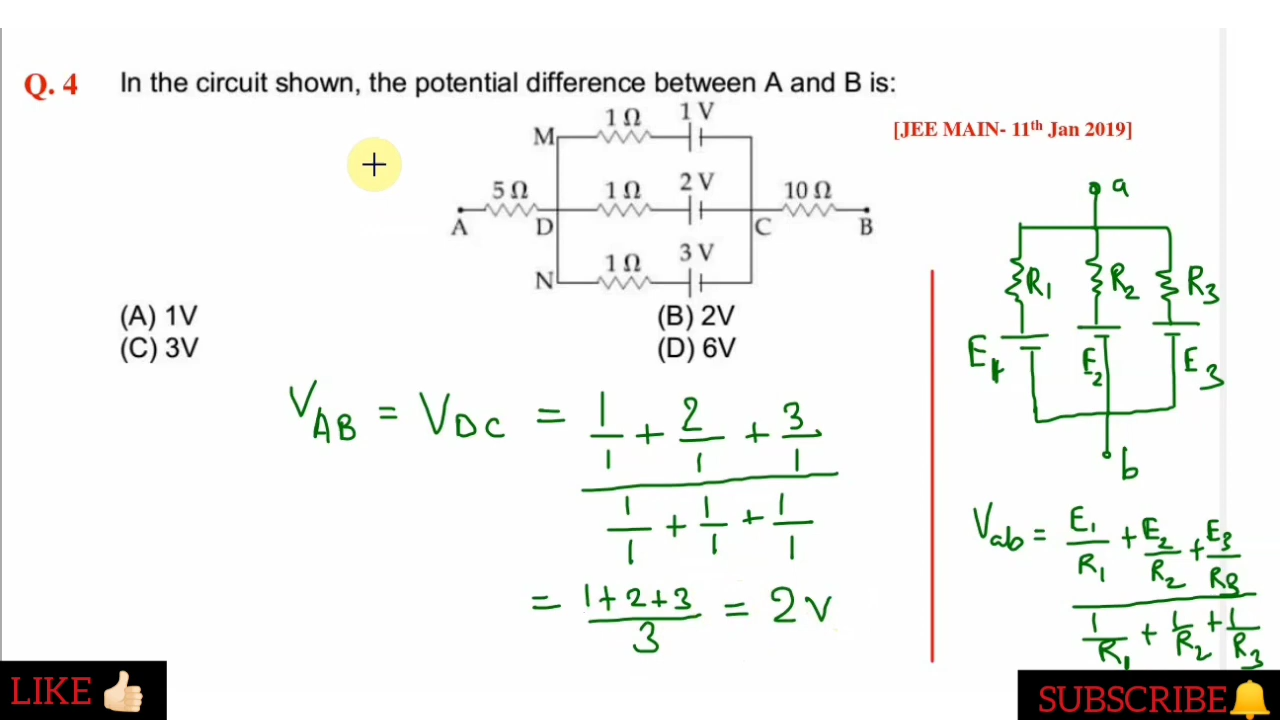 Q. 4 In the circuit shown, the potential difference between A and B is:
[JEE MAIN- 11th Jan 2019]
1 Ω 1 V
M
5 Ω 1 Ω 2 V 10 Ω
A D C B
1 Ω 3 V
N
(A) 1V (B) 2V
(C) 3V (D) 6V
V_AB = V_DC = (1/1 + 2/1 + 3/1) / (1/1 + 1/1 + 1/1)
= (1+2+3)/3 = 2V
a
R1 R2 R3
E1 E2 E3
b
Vab = (E1/R1 + E2/R2 + E3/R3) / (1/R1 + 1/R2 + 1/R3)
LIKE
SUBSCRIBE